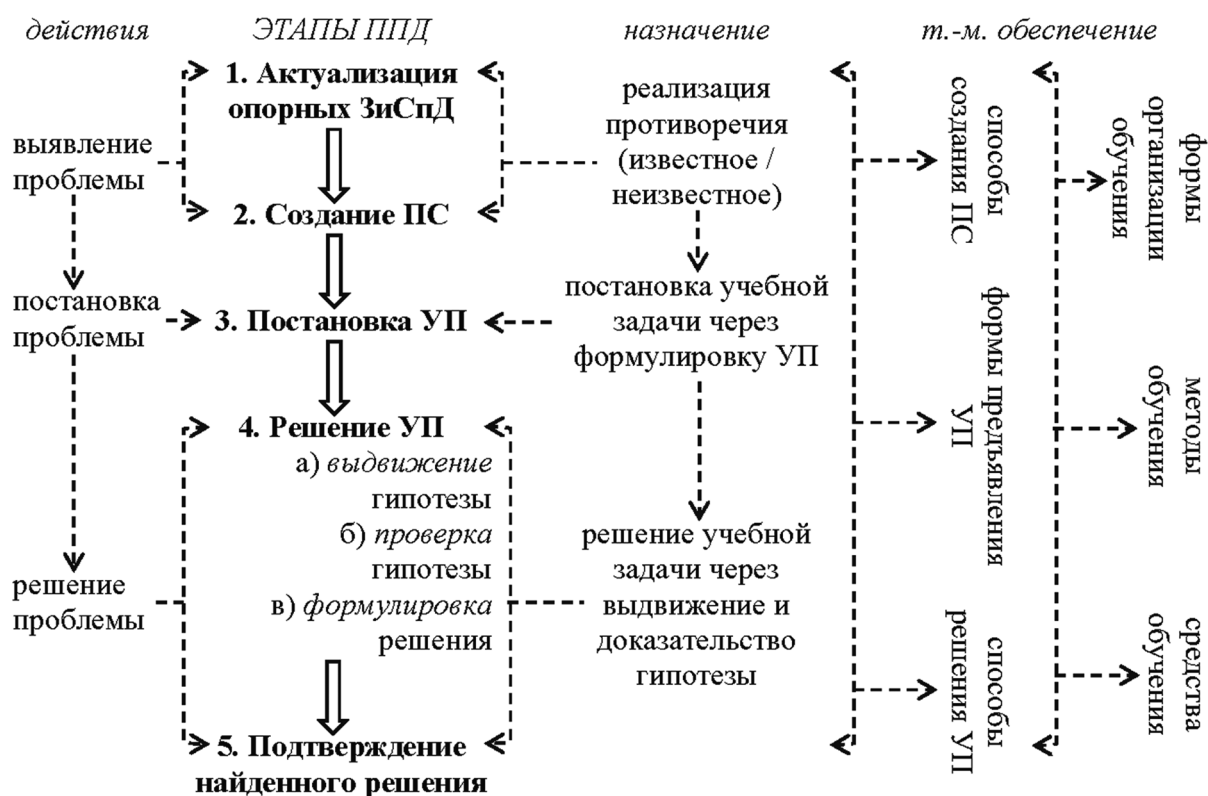 действия
ЭТАПЫ ППД
назначение
т.-м. обеспечение
выявление
проблемы
постановка
проблемы
решение
проблемы
1. Актуализация
опорных ЗиСпД
2. Создание ПС
3. Постановка УП
4. Решение УП
а) выдвижение
гипотезы
б) проверка
гипотезы
в) формулировка
решения
5. Подтверждение
найденного решения
реализация
противоречия
(известное /
неизвестное)
постановка учебной
задачи через
формулировку УП
решение учебной
задачи через
выдвижение и
доказательство
гипотезы
способы
создания ПС
формы предъявления
УП
способы
решения УП
формы
организации
обучения
методы
обучения
средства
обучения